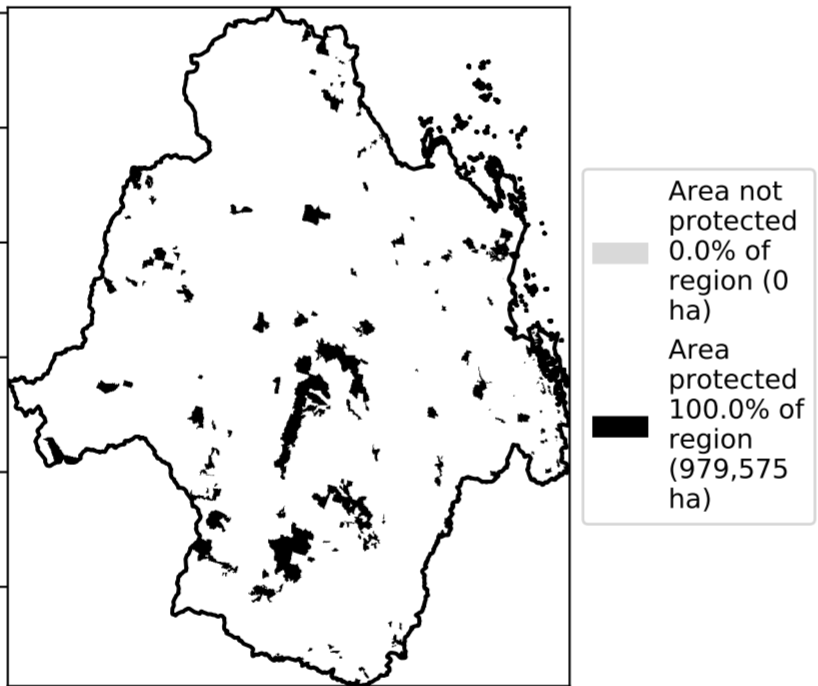 Area not
protected
0.0% of
region (0
ha)
Area
protected
100.0% of
region
(979,575
ha)